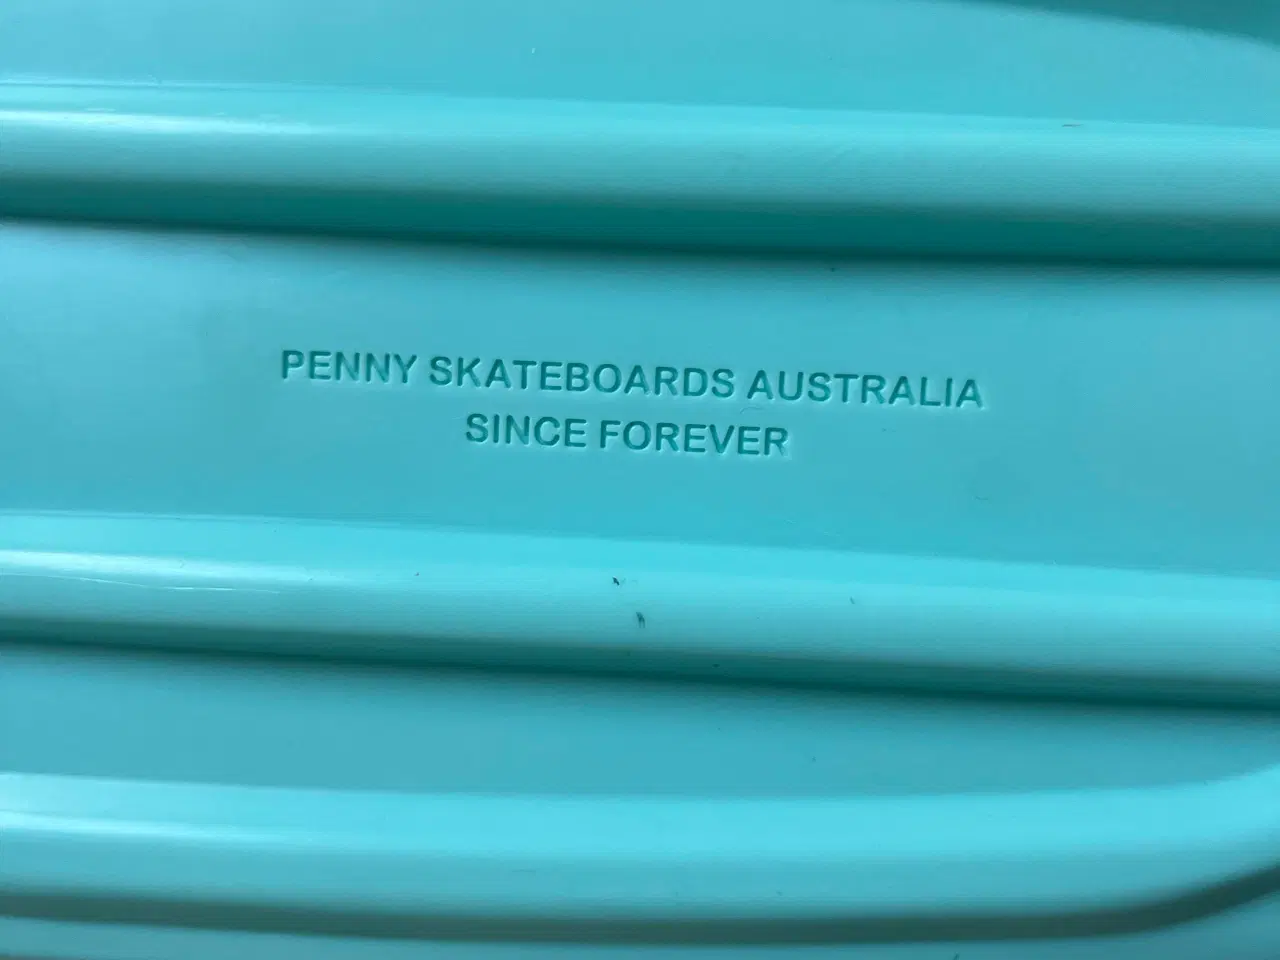 PENNY SKATEBOARDS AUSTRALIA
SINCE FOREVER